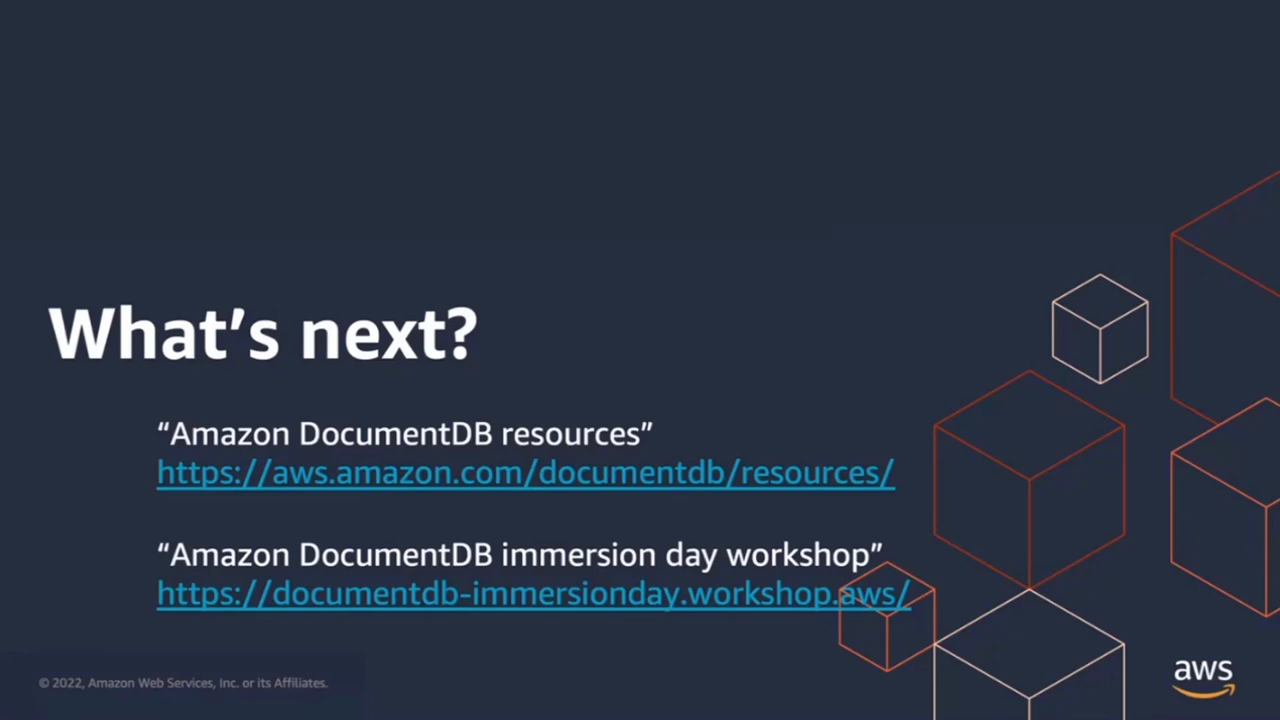 What’s next?
“Amazon DocumentDB resources”
https://aws.amazon.com/documentdb/resources/
“Amazon DocumentDB immersion day workshop”
https://documentdb-immersionday.workshop.aws/
© 2022, Amazon Web Services, Inc. or its Affiliates.
aws